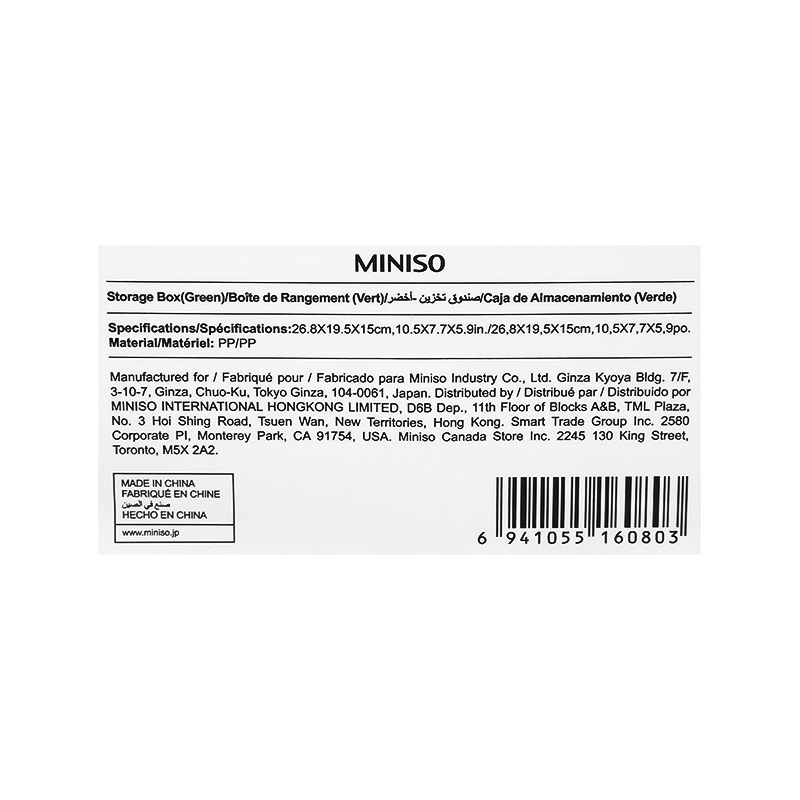 MINISO
Storage Box(Green)/Boîte de Rangement (Vert)/صندوق تخزين -أخضر/Caja de Almacenamiento (Verde)
Specifications/Spécifications:26.8X19.5X15cm,10.5X7.7X5.9in./26,8X19,5X15cm,10,5X7,7X5,9po.
Material/Matériel: PP/PP
Manufactured for / Fabriqué pour / Fabricado para Miniso Industry Co., Ltd. Ginza Kyoya Bldg. 7/F,
3-10-7, Ginza, Chuo-Ku, Tokyo Ginza, 104-0061, Japan. Distributed by / Distribué par / Distribuido por
MINISO INTERNATIONAL HONGKONG LIMITED, D6B Dep., 11th Floor of Blocks A&B, TML Plaza,
No. 3 Hoi Shing Road, Tsuen Wan, New Territories, Hong Kong. Smart Trade Group Inc. 2580
Corporate Pl, Monterey Park, CA 91754, USA. Miniso Canada Store Inc. 2245 130 King Street,
Toronto, M5X 2A2.
MADE IN CHINA
FABRIQUÉ EN CHINE
صنع في الصين
HECHO EN CHINA
www.miniso.jp
6 941055 160803